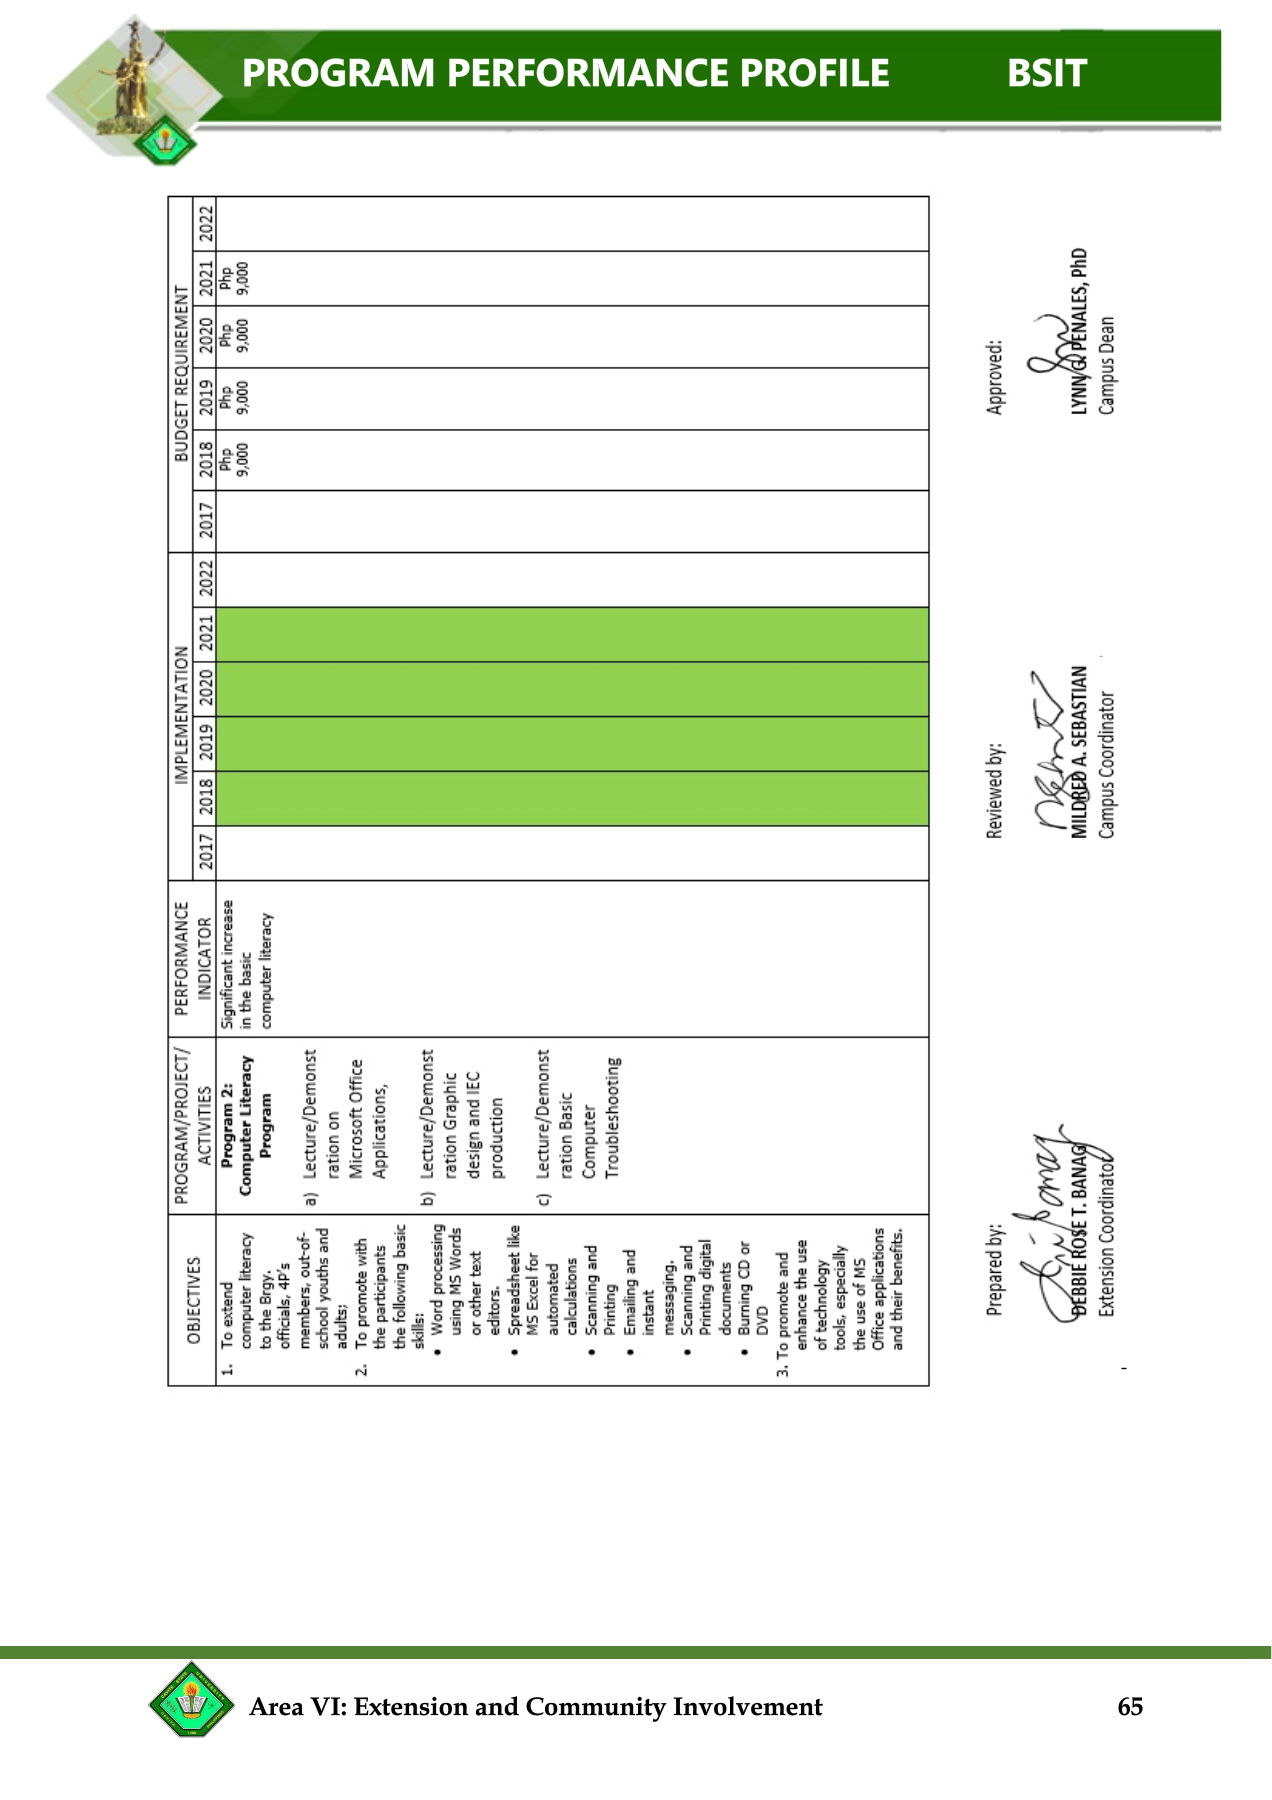 PROGRAM PERFORMANCE PROFILE BSIT
OBJECTIVES
PROGRAM/PROJECT/
ACTIVITIES
PERFORMANCE
INDICATOR
IMPLEMENTATION
BUDGET REQUIREMENT
2017 2018 2019 2020 2021 2022
2017 2018 2019 2020 2021 2022
1. To extend
computer literacy
to the Brgy.
officials, 4P's
members, out-of-
school youths and
adults;
2. To promote with
the participants
the following basic
skills:
• Word processing
using MS Words
or other text
editors.
• Spreadsheet like
MS Excel for
automated
calculations
• Scanning and
Printing
• Emailing and
instant
messaging.
• Scanning and
Printing digital
documents
• Burning CD or
DVD
3. To promote and
enhance the use
of technology
tools, especially
the use of MS
Office applications
and their benefits.
Program 2:
Computer Literacy
Program
a) Lecture/Demonst
ration on
Microsoft Office
Applications,
b) Lecture/Demonst
ration Graphic
design and IEC
production
c) Lecture/Demonst
ration Basic
Computer
Troubleshooting
Significant increase
in the basic
computer literacy
Php
9,000
Php
9,000
Php
9,000
Php
9,000
Prepared by:
DEBBIE ROSE T. BANAG
Extension Coordinator
Reviewed by:
MILDRED A. SEBASTIAN
Campus Coordinator
Approved:
LYNN G. PENALES, PhD
Campus Dean
Area VI: Extension and Community Involvement 65